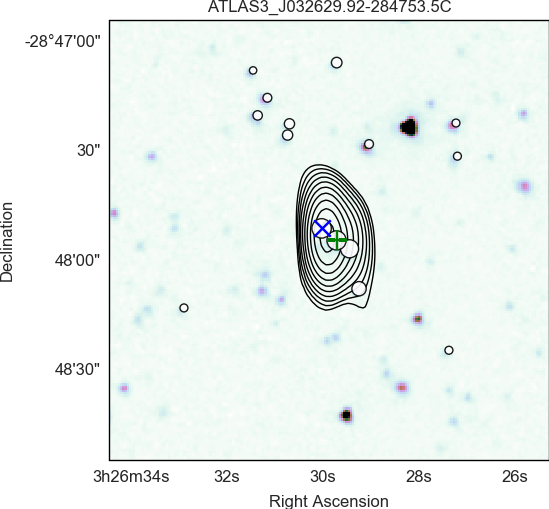 ATLAS3_J032629.92-284753.5C
-28°47'00"
30"
48'00"
48'30"
Declination
3h26m34s 32s 30s 28s 26s
Right Ascension